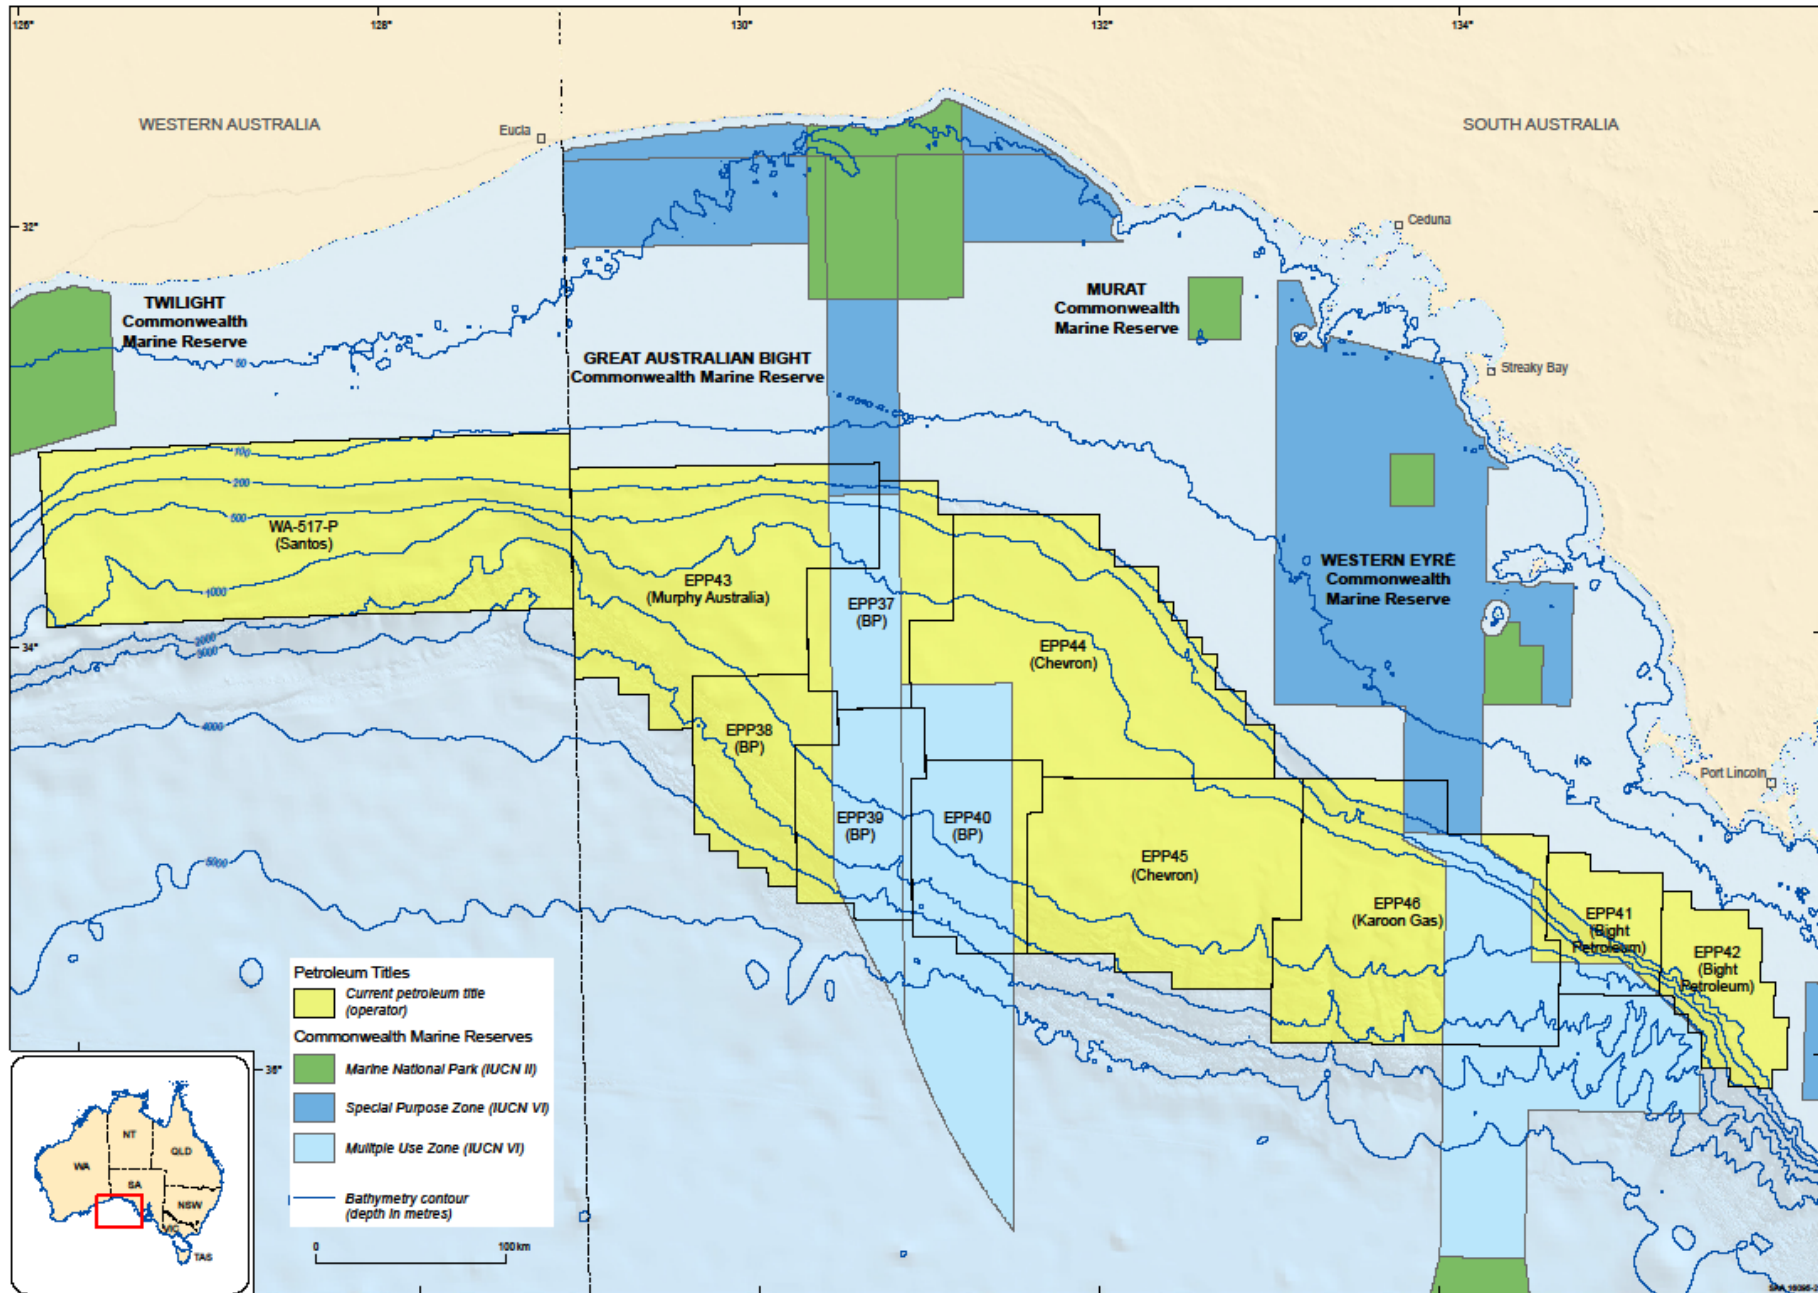 126°
128°
130°
132°
134°
WESTERN AUSTRALIA
Eucla
SOUTH AUSTRALIA
32°
Ceduna
TWILIGHT
Commonwealth
Marine Reserve
MURAT
Commonwealth
Marine Reserve
GREAT AUSTRALIAN BIGHT
Commonwealth Marine Reserve
50
Streaky Bay
100
200
500
WA-517-P
(Santos)
1000
EPP43
(Murphy Australia)
EPP37
(BP)
WESTERN EYRE
Commonwealth
Marine Reserve
34°
2000
3000
EPP44
(Chevron)
4000
EPP38
(BP)
Port Lincoln
EPP39
(BP)
EPP40
(BP)
5000
EPP45
(Chevron)
EPP46
(Karoon Gas)
EPP41
(Bight
Petroleum)
EPP42
(Bight
Petroleum)
Petroleum Titles
Current petroleum title
(operator)
Commonwealth Marine Reserves
Marine National Park (IUCN II)
Special Purpose Zone (IUCN VI)
Mulitple Use Zone (IUCN VI)
Bathymetry contour
(depth in metres)
0 100km
36°
NT
QLD
WA
SA
NSW
VIC
TAS